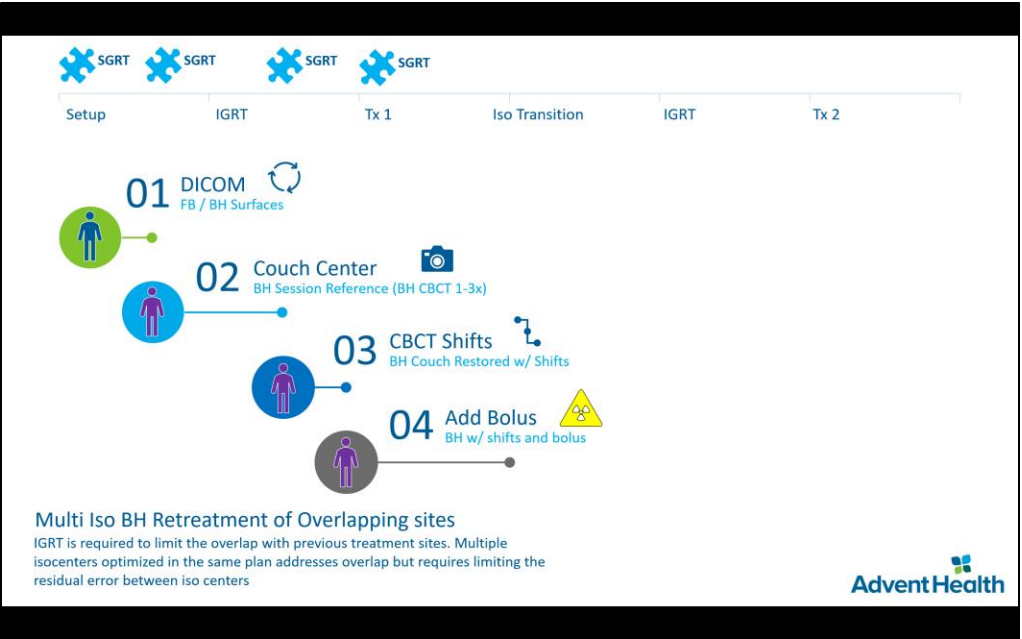 SGRT SGRT SGRT SGRT
Setup IGRT Tx 1 Iso Transition IGRT Tx 2
01 DICOM
FB / BH Surfaces
02 Couch Center
BH Session Reference (BH CBCT 1-3x)
03 CBCT Shifts
BH Couch Restored w/ Shifts
04 Add Bolus
BH w/ shifts and bolus
Multi Iso BH Retreatment of Overlapping sites
IGRT is required to limit the overlap with previous treatment sites. Multiple
isocenters optimized in the same plan addresses overlap but requires limiting the
residual error between iso centers
AdventHealth